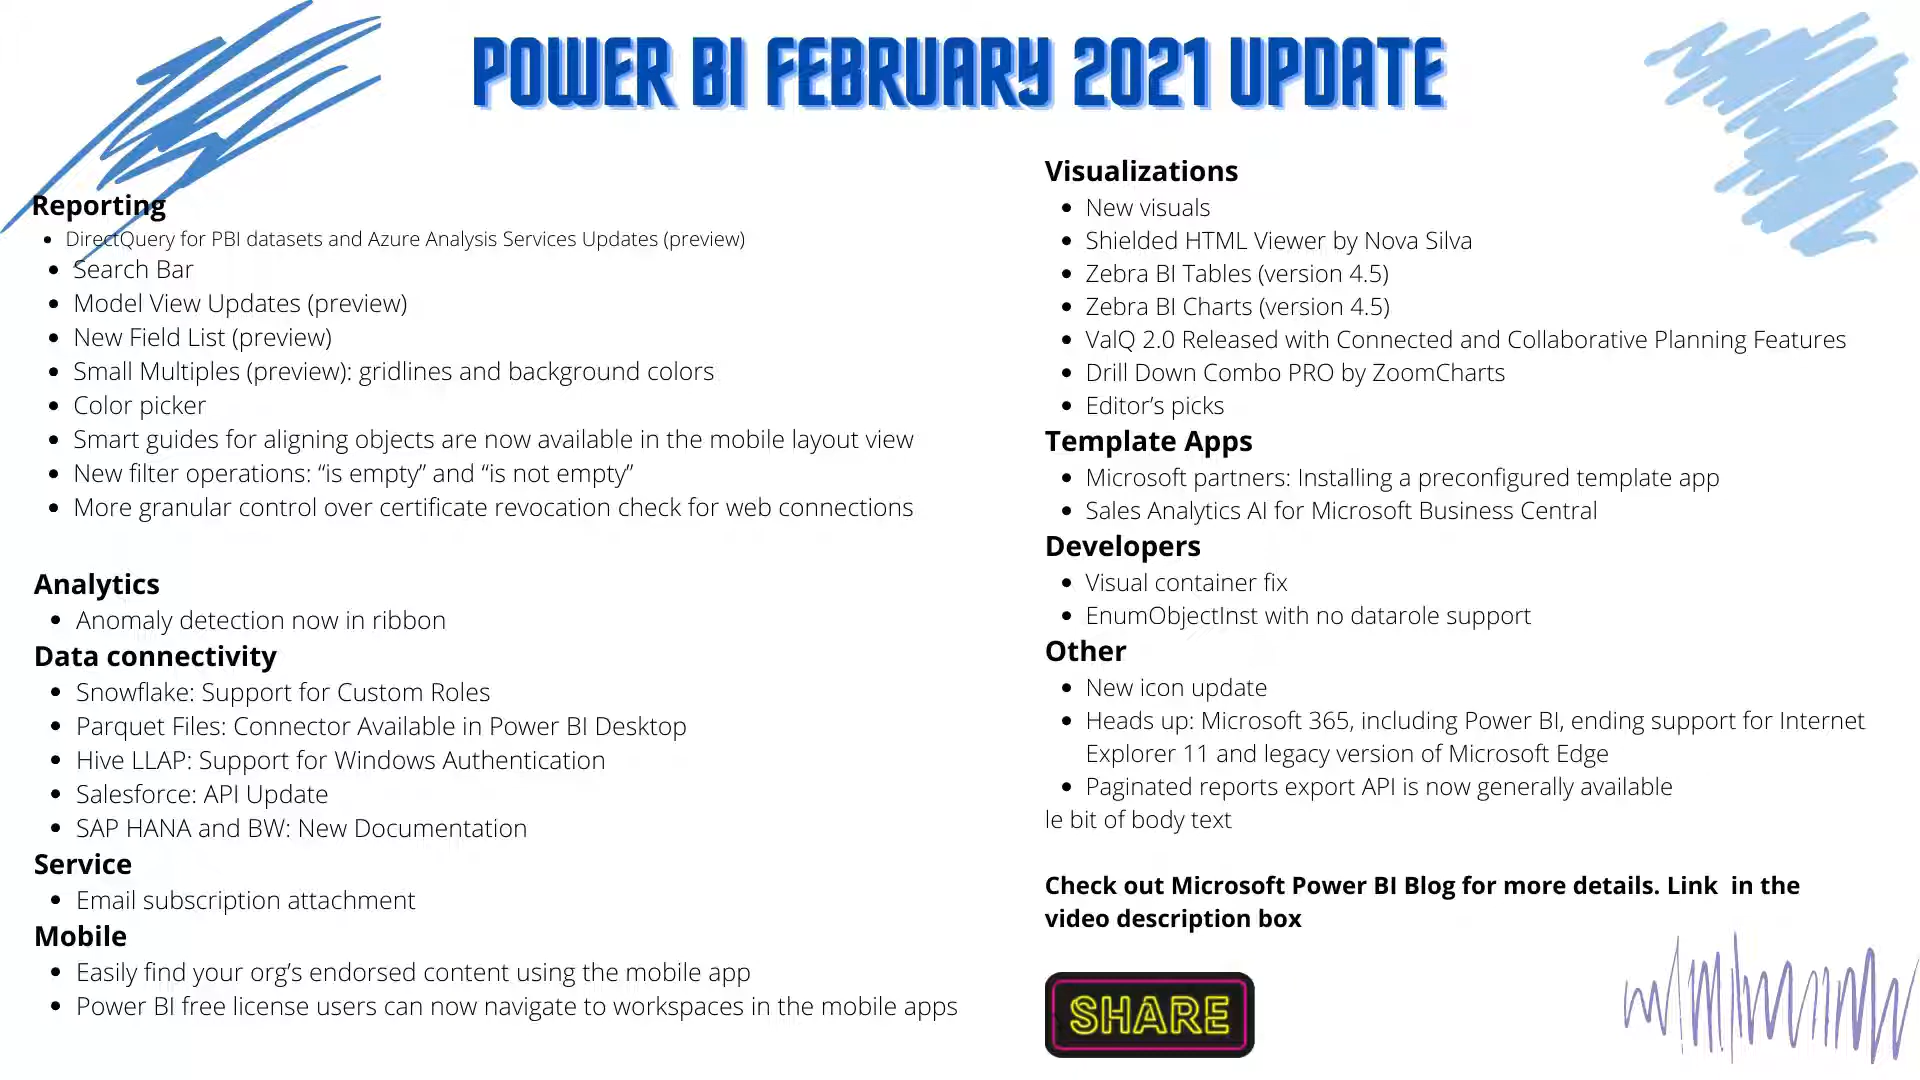 POWER BI FEBRUARY 2021 UPDATE
Reporting
• DirectQuery for PBI datasets and Azure Analysis Services Updates (preview)
• Search Bar
• Model View Updates (preview)
• New Field List (preview)
• Small Multiples (preview): gridlines and background colors
• Color picker
• Smart guides for aligning objects are now available in the mobile layout view
• New filter operations: “is empty” and “is not empty”
• More granular control over certificate revocation check for web connections
Analytics
• Anomaly detection now in ribbon
Data connectivity
• Snowflake: Support for Custom Roles
• Parquet Files: Connector Available in Power BI Desktop
• Hive LLAP: Support for Windows Authentication
• Salesforce: API Update
• SAP HANA and BW: New Documentation
Service
• Email subscription attachment
Mobile
• Easily find your org’s endorsed content using the mobile app
• Power BI free license users can now navigate to workspaces in the mobile apps
Visualizations
• New visuals
• Shielded HTML Viewer by Nova Silva
• Zebra BI Tables (version 4.5)
• Zebra BI Charts (version 4.5)
• ValQ 2.0 Released with Connected and Collaborative Planning Features
• Drill Down Combo PRO by ZoomCharts
• Editor’s picks
Template Apps
• Microsoft partners: Installing a preconfigured template app
• Sales Analytics AI for Microsoft Business Central
Developers
• Visual container fix
• EnumObjectInst with no datarole support
Other
• New icon update
• Heads up: Microsoft 365, including Power BI, ending support for Internet
Explorer 11 and legacy version of Microsoft Edge
• Paginated reports export API is now generally available
le bit of body text
Check out Microsoft Power BI Blog for more details. Link  in the
video description box
SHARE